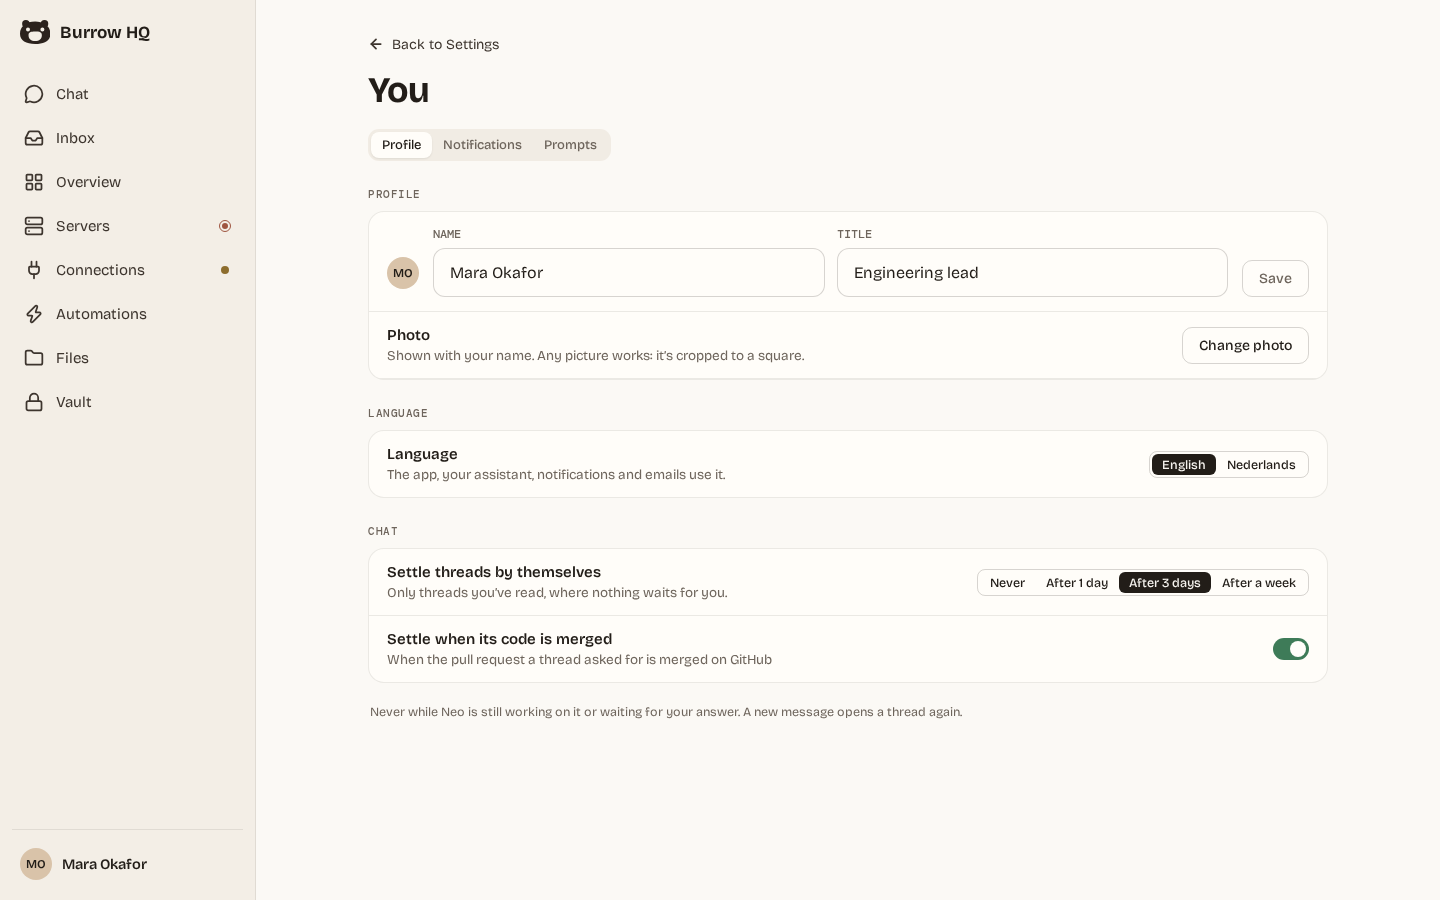 Burrow HQ
Chat
Inbox
Overview
Servers
Connections
Automations
Files
Vault
MO
Mara Okafor
Back to Settings
You
Profile
Notifications
Prompts
PROFILE
NAME
TITLE
MO
Mara Okafor
Engineering lead
Save
Photo
Shown with your name. Any picture works: it's cropped to a square.
Change photo
LANGUAGE
Language
The app, your assistant, notifications and emails use it.
English
Nederlands
CHAT
Settle threads by themselves
Only threads you've read, where nothing waits for you.
Never
After 1 day
After 3 days
After a week
Settle when its code is merged
When the pull request a thread asked for is merged on GitHub
Never while Neo is still working on it or waiting for your answer. A new message opens a thread again.